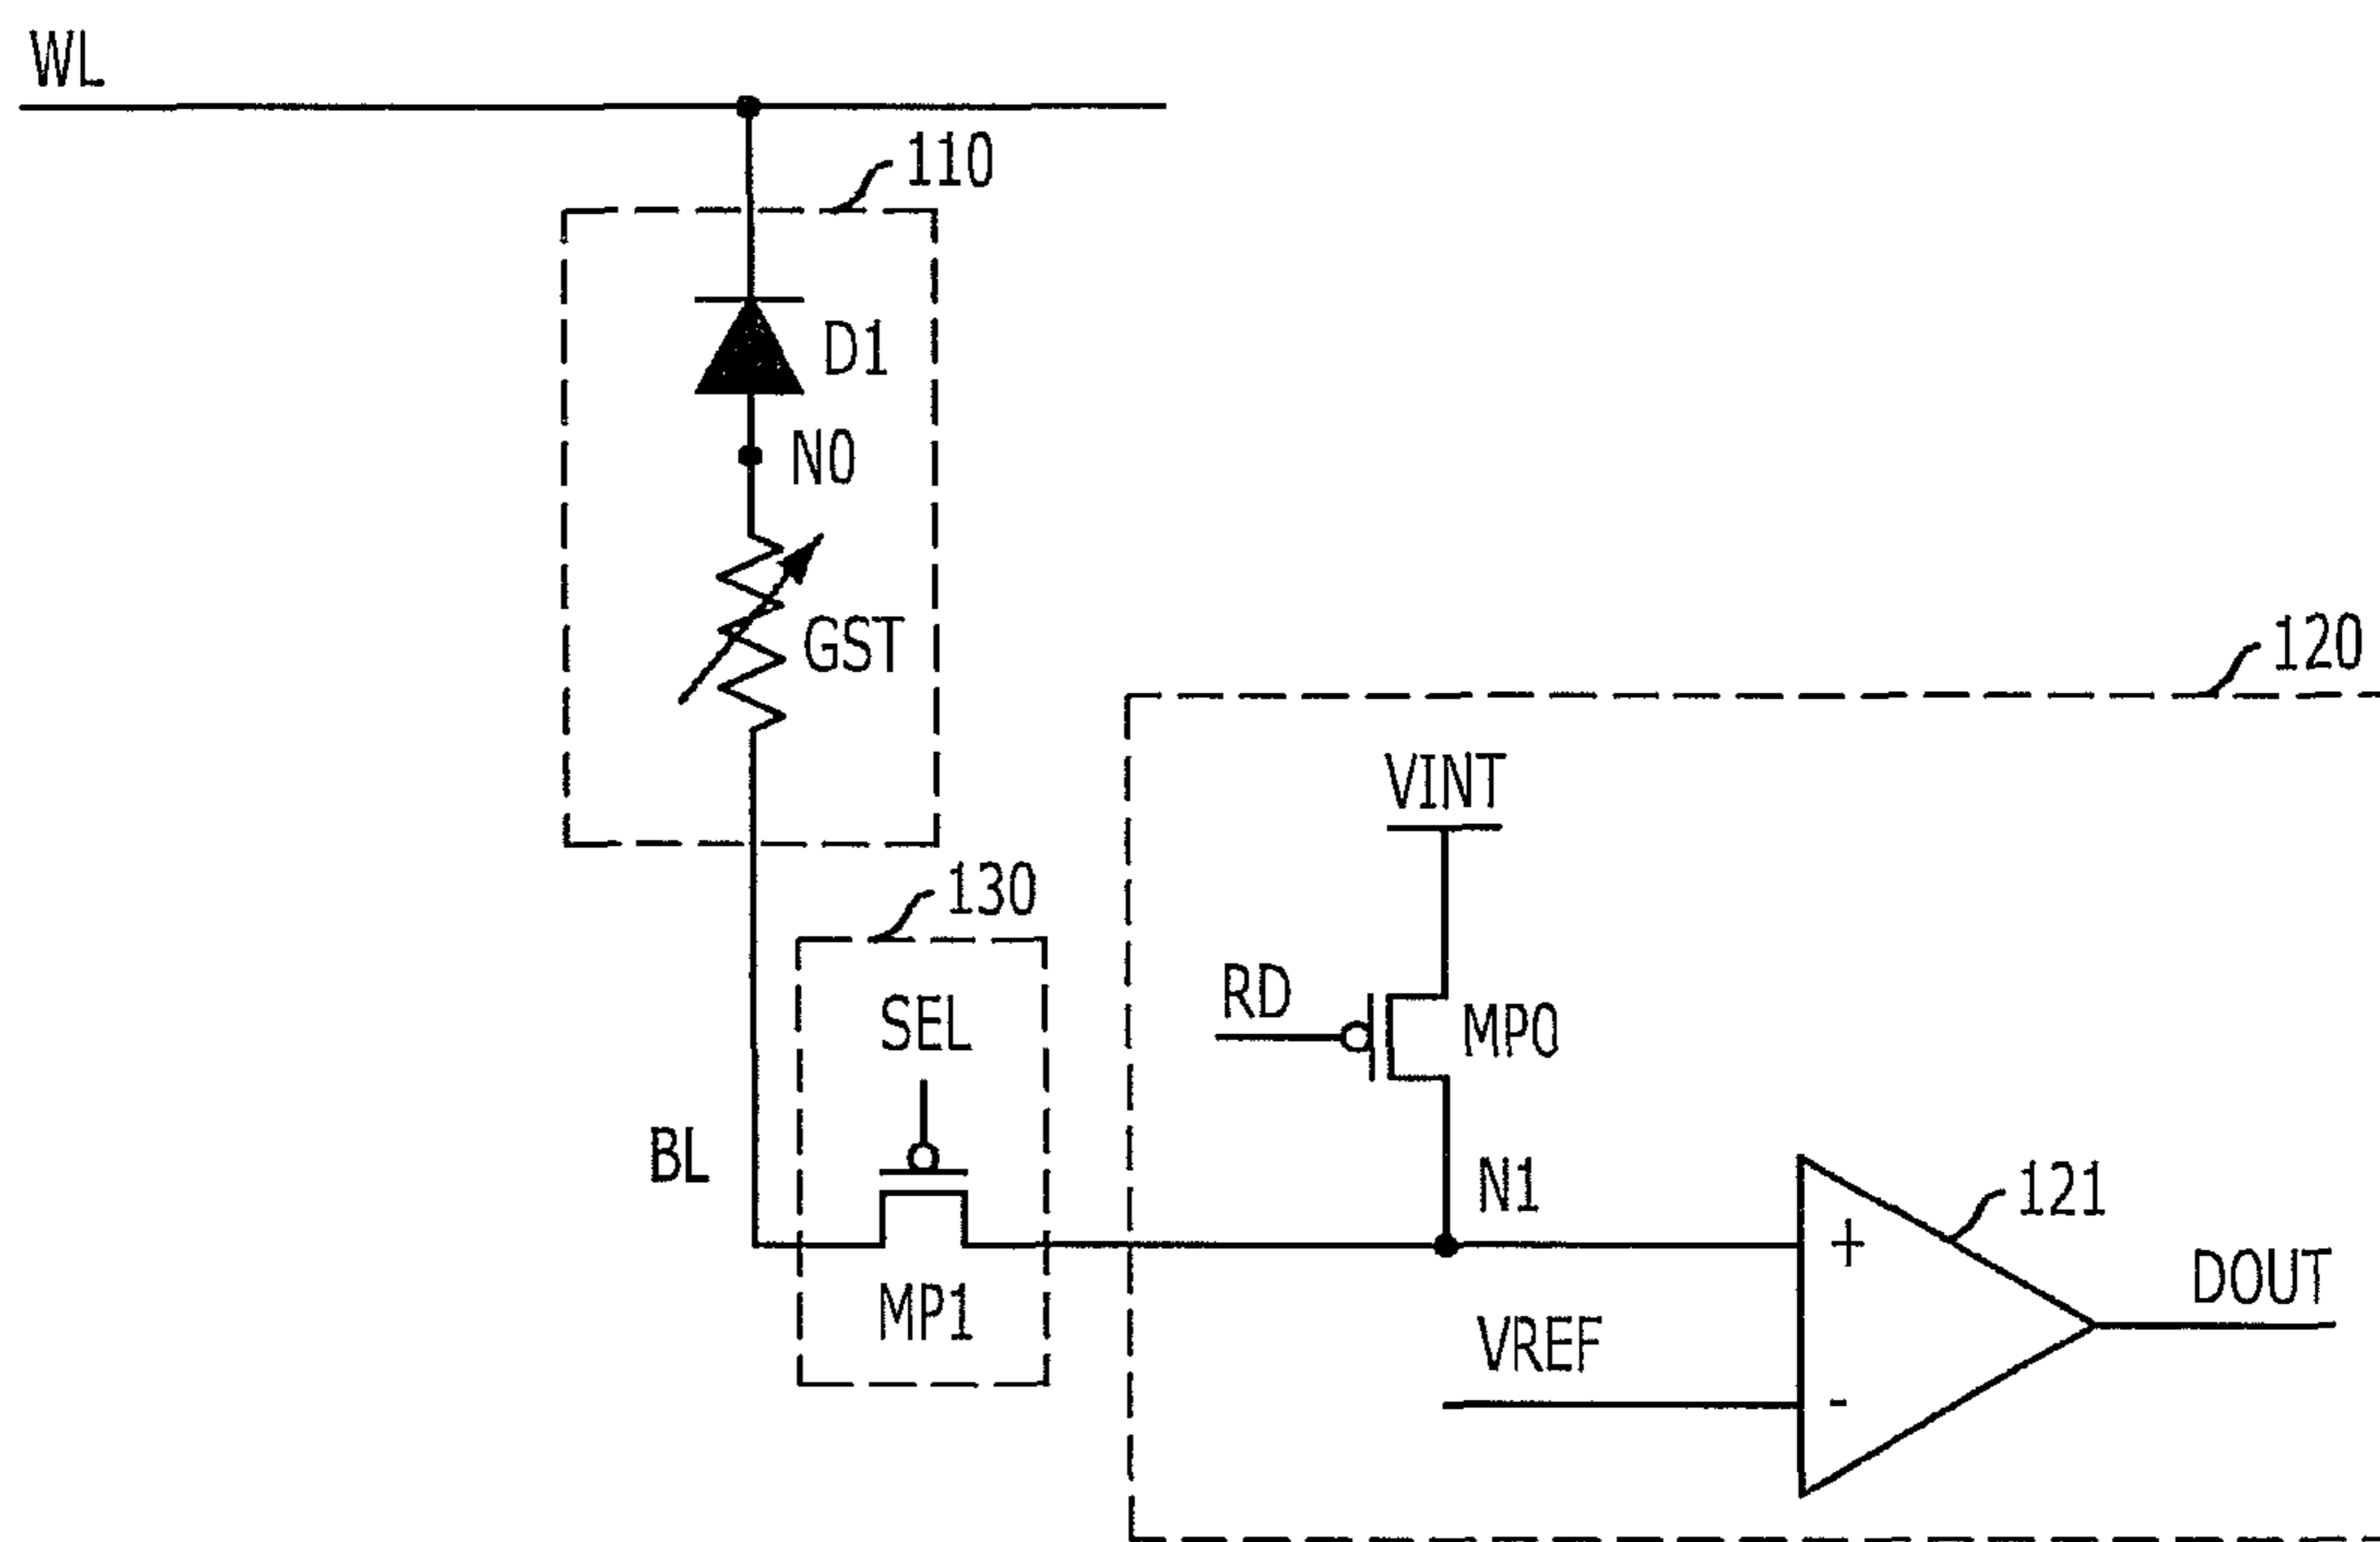 WL
110
D1
N0
GST
120
VINT
130
SEL
RD
MP0
BL
N1
121
+
DOUT
MP1
VREF
-